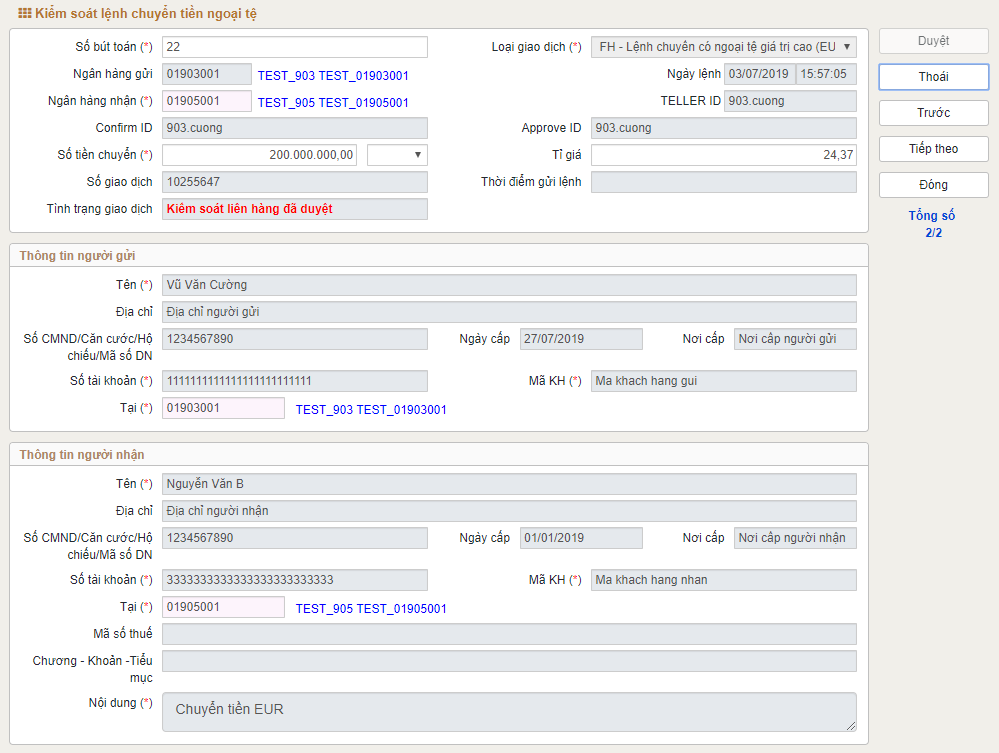 Kiểm soát lệnh chuyển tiền ngoại tệ
Số bút toán (*) 22 Loại giao dịch (*) FH - Lệnh chuyển có ngoại tệ giá trị cao (EU Duyệt
Ngân hàng gửi 01903001 TEST_903 TEST_01903001 Ngày lệnh 03/07/2019 15:57:05 Thoái
Ngân hàng nhận (*) 01905001 TEST_905 TEST_01905001 TELLER ID 903.cuong Trước
Confirm ID 903.cuong Approve ID 903.cuong
Số tiền chuyển (*) 200.000.000,00 Tỉ giá 24,37 Tiếp theo
Số giao dịch 10255647 Thời điểm gửi lệnh Đóng
Tình trạng giao dịch Kiểm soát liên hàng đã duyệt Tổng số
2/2
Thông tin người gửi
Tên (*) Vũ Văn Cường
Địa chỉ Địa chỉ người gửi
Số CMND/Căn cước/Hộ 1234567890 Ngày cấp 27/07/2019 Nơi cấp Nơi cấp người gửi
chiếu/Mã số DN
Số tài khoản (*) Mã KH (*) Ma khach hang gui
Tại (*) 01903001 TEST_903 TEST_01903001
Thông tin người nhận
Tên (*) Nguyễn Văn B
Địa chỉ Địa chỉ người nhận
Số CMND/Căn cước/Hộ 1234567890 Ngày cấp 01/01/2019 Nơi cấp Nơi cấp người nhận
chiếu/Mã số DN
Số tài khoản (*) Mã KH (*) Ma khach hang nhan
Tại (*) 01905001 TEST_905 TEST_01905001
Mã số thuế
Chương - Khoản -Tiểu
mục
Nội dung (*) Chuyển tiền EUR